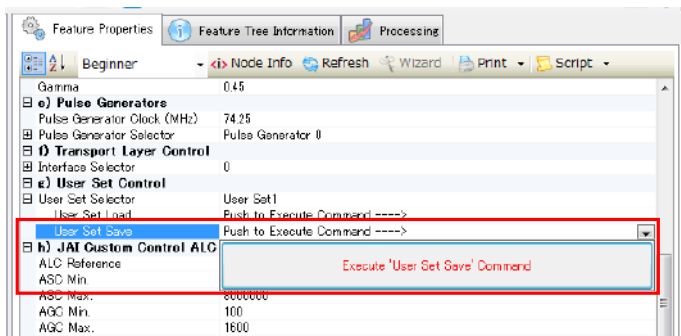 Feature Properties Feature Tree Information Processing
Beginner <i> Node Info Refresh Wizard Print Script
Gamma 0.45
e) Pulse Generators
Pulse Generator Clock (MHz) 74.25
Pulse Generator Selector Pulse Generator 0
f) Transport Layer Control
Interface Selector 0
g) User Set Control
User Set Selector User Set1
User Set Load Push to Execute Command ---->
User Set Save Push to Execute Command ---->
h) JAI Custom Control ALC
ALC Reference
Execute 'User Set Save' Command
ASC Min.
ASC Max. 8000000
AGC Min. 100
AGC Max. 1600